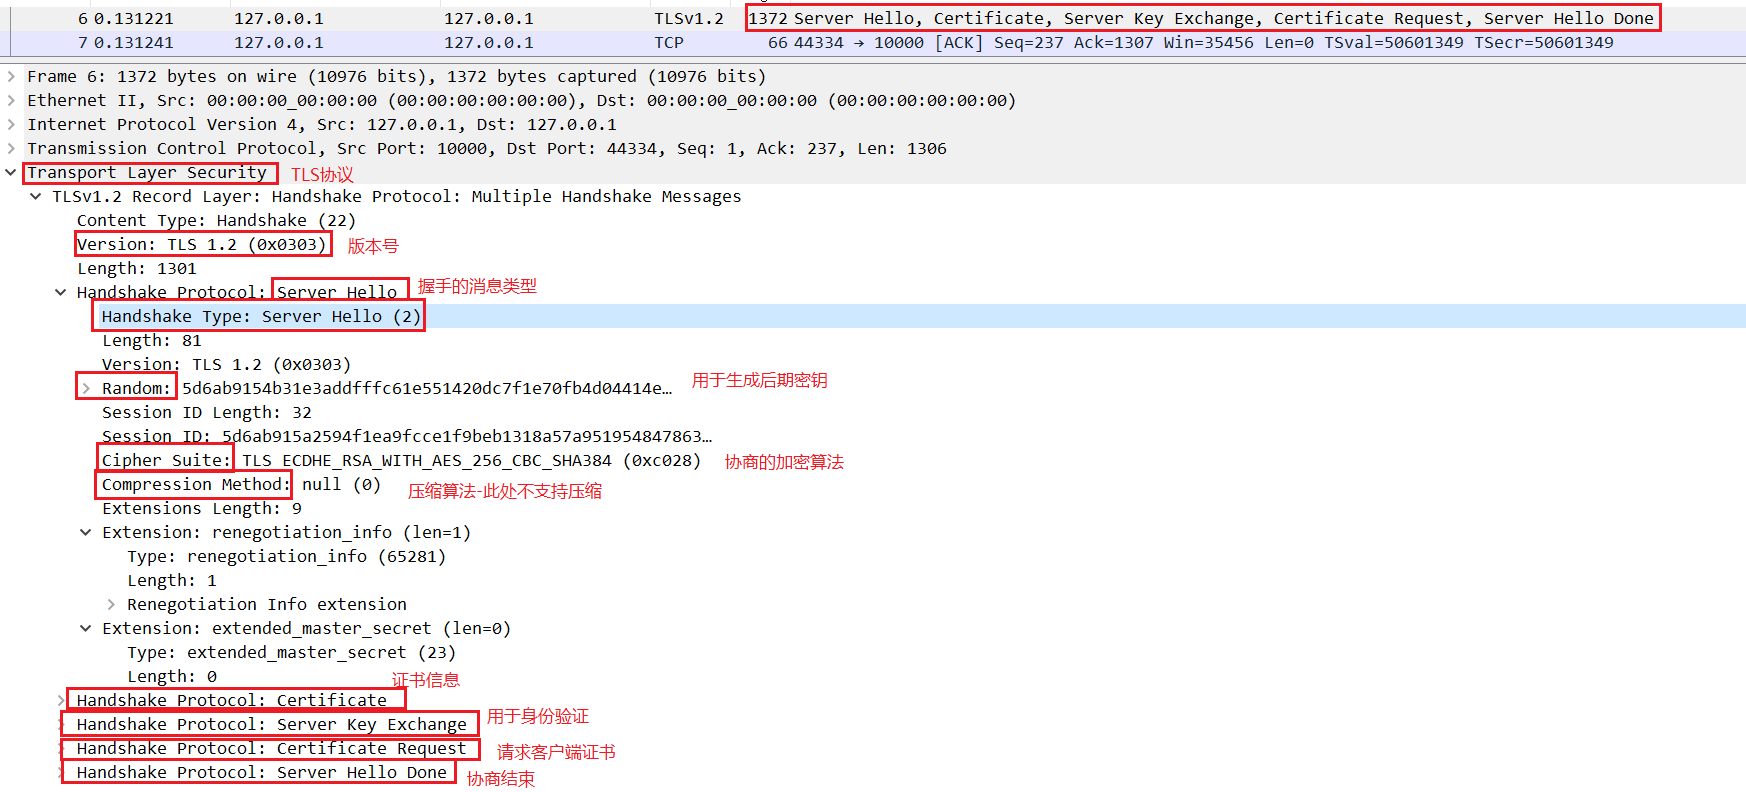 6 0.131221 127.0.0.1 127.0.0.1 TLSv1.2 1372 Server Hello, Certificate, Server Key Exchange, Certificate Request, Server Hello Done
7 0.131241 127.0.0.1 127.0.0.1 TCP 66 44334 → 10000 [ACK] Seq=237 Ack=1307 Win=35456 Len=0 TSval=50601349 TSecr=50601349
Frame 6: 1372 bytes on wire (10976 bits), 1372 bytes captured (10976 bits)
Ethernet II, Src: 00:00:00_00:00:00 (00:00:00:00:00:00), Dst: 00:00:00_00:00:00 (00:00:00:00:00:00)
Internet Protocol Version 4, Src: 127.0.0.1, Dst: 127.0.0.1
Transmission Control Protocol, Src Port: 10000, Dst Port: 44334, Seq: 1, Ack: 237, Len: 1306
Transport Layer Security TLS协议
TLSv1.2 Record Layer: Handshake Protocol: Multiple Handshake Messages
Content Type: Handshake (22)
Version: TLS 1.2 (0x0303) 版本号
Length: 1301
Handshake Protocol: Server Hello 握手的消息类型
Handshake Type: Server Hello (2)
Length: 81
Version: TLS 1.2 (0x0303)
Random: 5d6ab9154b31e3addfffc61e551420dc7f1e70fb4d04414e… 用于生成后期密钥
Session ID Length: 32
Session ID: 5d6ab915a2594f1ea9fcce1f9beb1318a57a951954847863…
Cipher Suite: TLS_ECDHE_RSA_WITH_AES_256_CBC_SHA384 (0xc028) 协商的加密算法
Compression Method: null (0) 压缩算法-此处不支持压缩
Extensions Length: 9
Extension: renegotiation_info (len=1)
Type: renegotiation_info (65281)
Length: 1
Renegotiation Info extension
Extension: extended_master_secret (len=0)
Type: extended_master_secret (23)
Length: 0
证书信息
Handshake Protocol: Certificate
Handshake Protocol: Server Key Exchange 用于身份验证
Handshake Protocol: Certificate Request 请求客户端证书
Handshake Protocol: Server Hello Done 协商结束